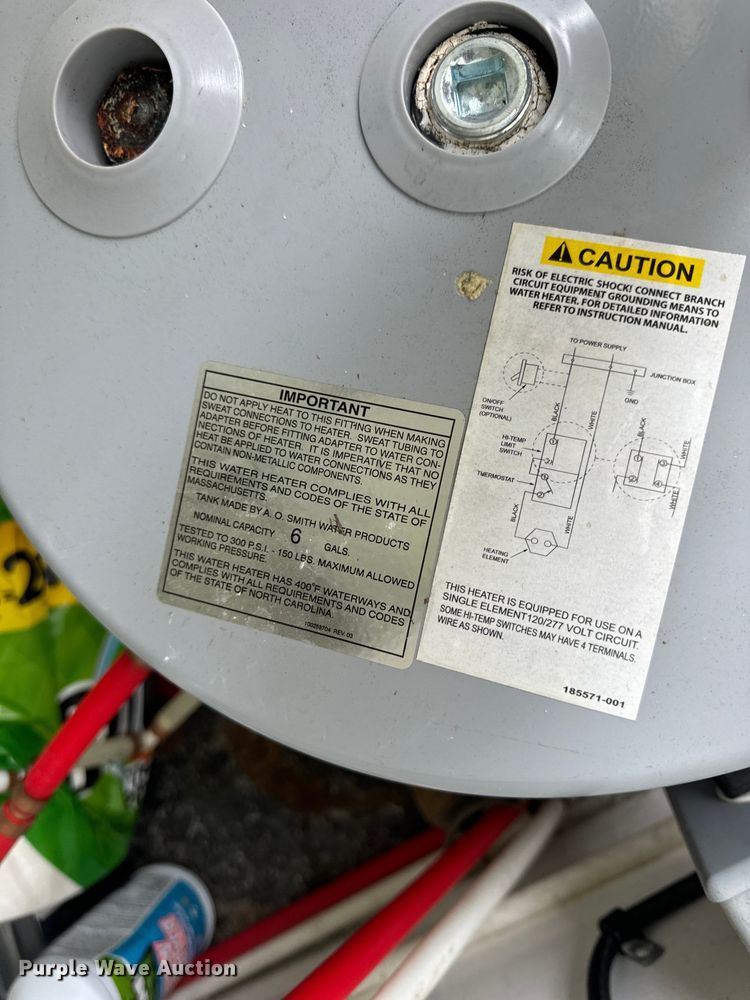 CAUTION
RISK OF ELECTRIC SHOCK! CONNECT BRANCH
CIRCUIT EQUIPMENT GROUNDING MEANS TO
WATER HEATER. FOR DETAILED INFORMATION
REFER TO INSTRUCTION MANUAL.
TO POWER SUPPLY
JUNCTION BOX
GND
ON/OFF
SWITCH
(OPTIONAL)
BLACK
WHITE
HI-TEMP
LIMIT
SWITCH
THERMOSTAT
BLACK
WHITE
HEATING
ELEMENT
BLACK
WHITE
WHITE
THIS HEATER IS EQUIPPED FOR USE ON A
SINGLE ELEMENT 120/277 VOLT CIRCUIT.
SOME HI-TEMP SWITCHES MAY HAVE 4 TERMINALS.
WIRE AS SHOWN.
185571-001
IMPORTANT
DO NOT APPLY HEAT TO THIS FITTING WHEN MAKING
SWEAT CONNECTIONS TO HEATER. SWEAT TUBING TO
ADAPTER BEFORE FITTING ADAPTER TO WATER CON-
NECTIONS OF HEATER. IT IS IMPERATIVE THAT NO
HEAT BE APPLIED TO WATER CONNECTIONS AS THEY
CONTAIN NON-METALLIC COMPONENTS.
THIS WATER HEATER COMPLIES WITH ALL
REQUIREMENTS AND CODES OF THE STATE OF
MASSACHUSETTS.
TANK MADE BY A. O. SMITH WATER PRODUCTS
NOMINAL CAPACITY 6 GALS.
TESTED TO 300 P.S.I. - 150 LBS. MAXIMUM ALLOWED
WORKING PRESSURE.
THIS WATER HEATER HAS 400°F WATERWAYS AND
COMPLIES WITH ALL REQUIREMENTS AND CODES
OF THE STATE OF NORTH CAROLINA.
100288704 REV. 03
Purple Wave Auction